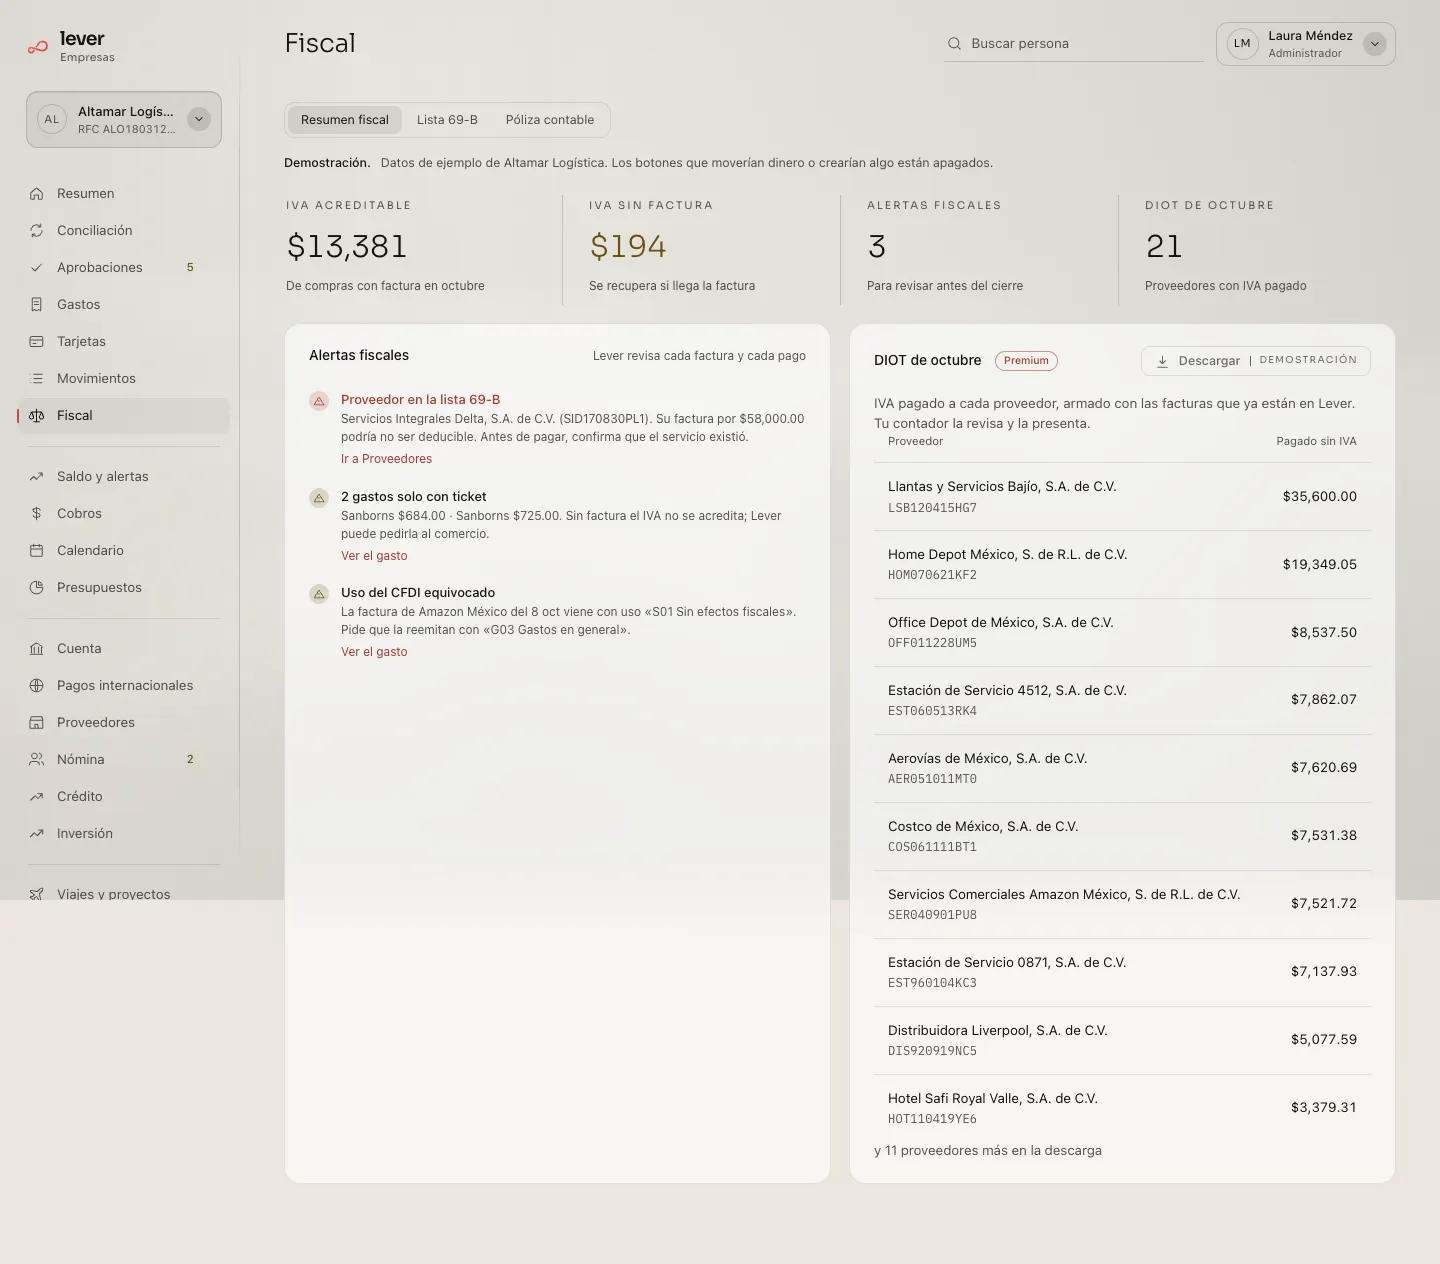 lever
Empresas
AL
Altamar Logís...
RFC ALO180312...
Resumen
Conciliación
Aprobaciones 5
Gastos
Tarjetas
Movimientos
Fiscal
Saldo y alertas
Cobros
Calendario
Presupuestos
Cuenta
Pagos internacionales
Proveedores
Nómina 2
Crédito
Inversión
Viajes y proyectos
Fiscal
Buscar persona
LM
Laura Méndez
Administrador
Resumen fiscal Lista 69-B Póliza contable
Demostración. Datos de ejemplo de Altamar Logística. Los botones que moverían dinero o crearían algo están apagados.
IVA ACREDITABLE
$13,381
De compras con factura en octubre
IVA SIN FACTURA
$194
Se recupera si llega la factura
ALERTAS FISCALES
3
Para revisar antes del cierre
DIOT DE OCTUBRE
21
Proveedores con IVA pagado
Alertas fiscales
Lever revisa cada factura y cada pago
Proveedor en la lista 69-B
Servicios Integrales Delta, S.A. de C.V. (SID170830PL1). Su factura por $58,000.00
podría no ser deducible. Antes de pagar, confirma que el servicio existió.
Ir a Proveedores
2 gastos solo con ticket
Sanborns $684.00 · Sanborns $725.00. Sin factura el IVA no se acredita; Lever
puede pedirla al comercio.
Ver el gasto
Uso del CFDI equivocado
La factura de Amazon México del 8 oct viene con uso «S01 Sin efectos fiscales».
Pide que la reemitan con «G03 Gastos en general».
Ver el gasto
DIOT de octubre Premium
Descargar | DEMOSTRACIÓN
IVA pagado a cada proveedor, armado con las facturas que ya están en Lever.
Tu contador la revisa y la presenta.
Proveedor Pagado sin IVA
Llantas y Servicios Bajío, S.A. de C.V.
LSB120415HG7
$35,600.00
Home Depot México, S. de R.L. de C.V.
HOM070621KF2
$19,349.05
Office Depot de México, S.A. de C.V.
OFF011228UM5
$8,537.50
Estación de Servicio 4512, S.A. de C.V.
EST060513RK4
$7,862.07
Aerovías de México, S.A. de C.V.
AER051011MT0
$7,620.69
Costco de México, S.A. de C.V.
COS061111BT1
$7,531.38
Servicios Comerciales Amazon México, S. de R.L. de C.V.
SER040901PU8
$7,521.72
Estación de Servicio 0871, S.A. de C.V.
EST960104KC3
$7,137.93
Distribuidora Liverpool, S.A. de C.V.
DIS920919NC5
$5,077.59
Hotel Safi Royal Valle, S.A. de C.V.
HOT110419YE6
$3,379.31
y 11 proveedores más en la descarga